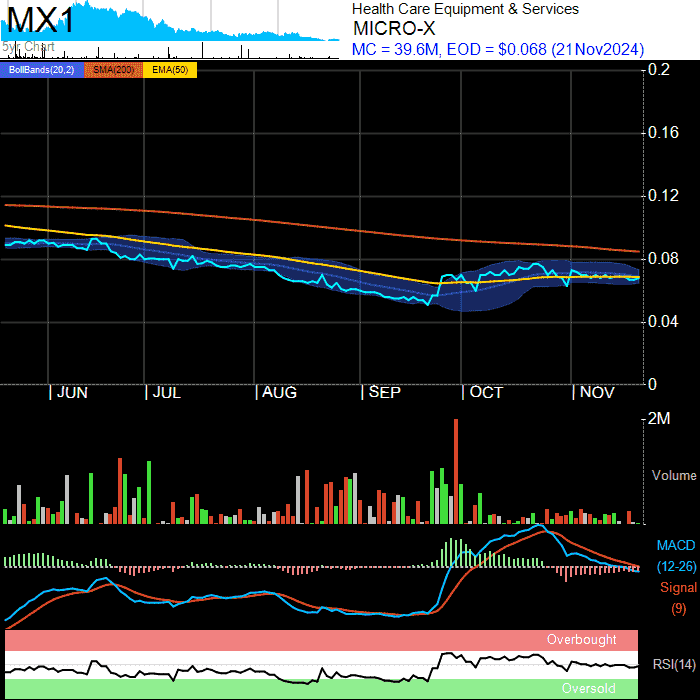 MX1
5yr Chart
Health Care Equipment & Services
MICRO-X
MC = 39.6M, EOD = $0.068 (21Nov2024)
BollBands(20,2) SMA(200) EMA(50)
0.2
0.16
0.12
0.08
0.04
0
JUN JUL AUG SEP OCT NOV
2M
Volume
MACD
(12-26)
Signal
(9)
Overbought
RSI(14)
Oversold